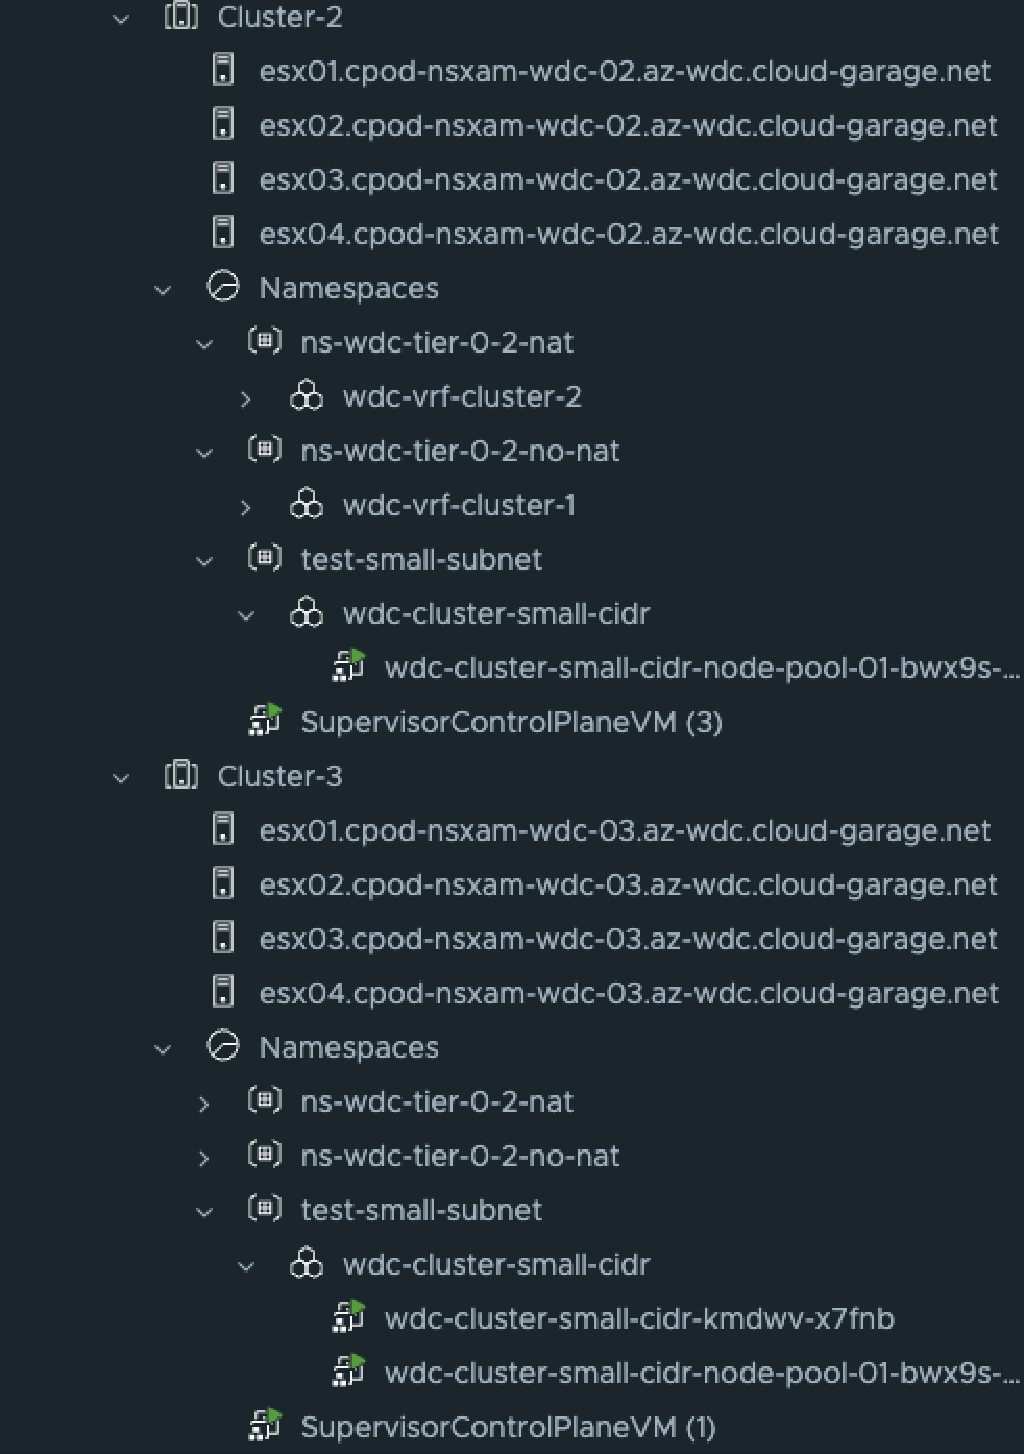 Cluster-2
esx01.cpod-nsxam-wdc-02.az-wdc.cloud-garage.net
esx02.cpod-nsxam-wdc-02.az-wdc.cloud-garage.net
esx03.cpod-nsxam-wdc-02.az-wdc.cloud-garage.net
esx04.cpod-nsxam-wdc-02.az-wdc.cloud-garage.net
Namespaces
ns-wdc-tier-0-2-nat
wdc-vrf-cluster-2
ns-wdc-tier-0-2-no-nat
wdc-vrf-cluster-1
test-small-subnet
wdc-cluster-small-cidr
wdc-cluster-small-cidr-node-pool-01-bwx9s-...
SupervisorControlPlaneVM (3)
Cluster-3
esx01.cpod-nsxam-wdc-03.az-wdc.cloud-garage.net
esx02.cpod-nsxam-wdc-03.az-wdc.cloud-garage.net
esx03.cpod-nsxam-wdc-03.az-wdc.cloud-garage.net
esx04.cpod-nsxam-wdc-03.az-wdc.cloud-garage.net
Namespaces
ns-wdc-tier-0-2-nat
ns-wdc-tier-0-2-no-nat
test-small-subnet
wdc-cluster-small-cidr
wdc-cluster-small-cidr-kmdwv-x7fnb
wdc-cluster-small-cidr-node-pool-01-bwx9s-...
SupervisorControlPlaneVM (1)